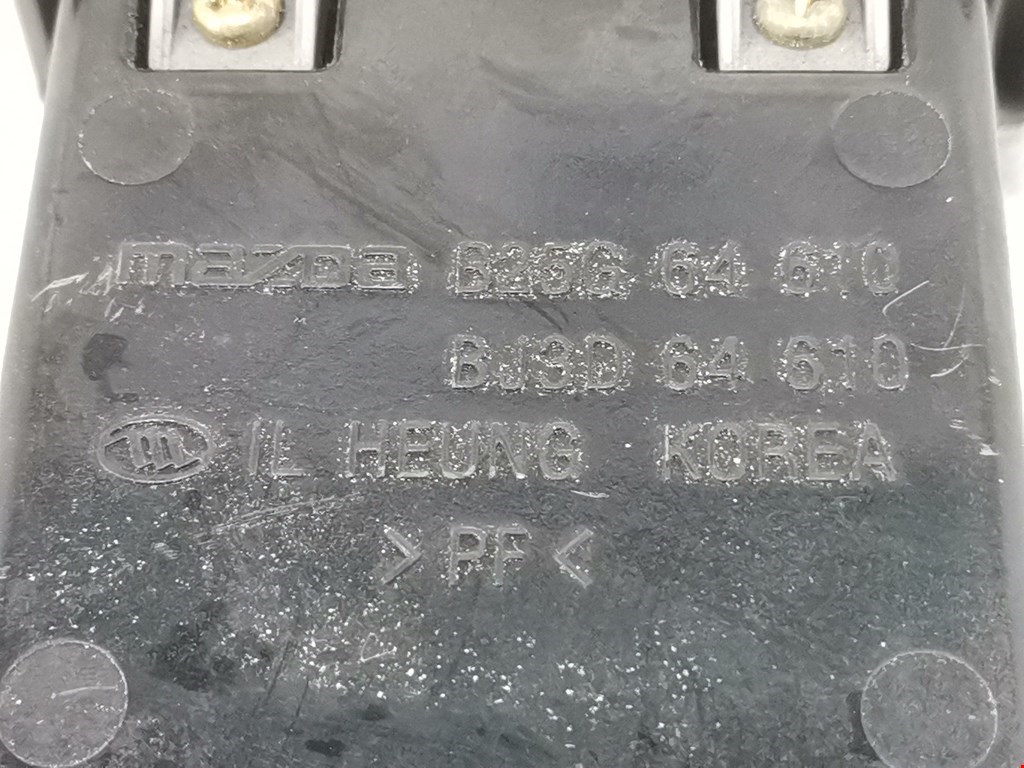 mazda B25G 64 610
BJ3D 64 610
IL HEUNG KOREA
>PF<